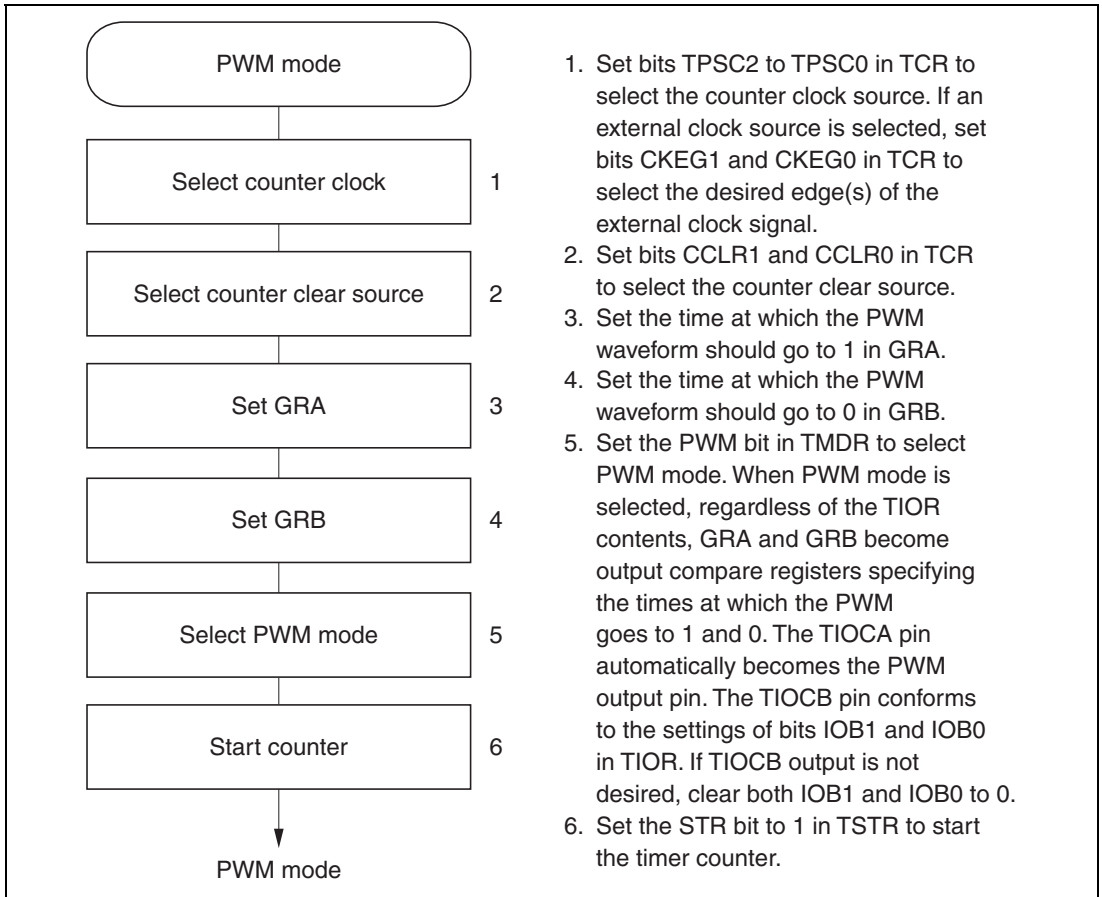 PWM mode
Select counter clock 1
Select counter clear source 2
Set GRA 3
Set GRB 4
Select PWM mode 5
Start counter 6
PWM mode
1. Set bits TPSC2 to TPSC0 in TCR to
select the counter clock source. If an
external clock source is selected, set
bits CKEG1 and CKEG0 in TCR to
select the desired edge(s) of the
external clock signal.
2. Set bits CCLR1 and CCLR0 in TCR
to select the counter clear source.
3. Set the time at which the PWM
waveform should go to 1 in GRA.
4. Set the time at which the PWM
waveform should go to 0 in GRB.
5. Set the PWM bit in TMDR to select
PWM mode. When PWM mode is
selected, regardless of the TIOR
contents, GRA and GRB become
output compare registers specifying
the times at which the PWM
goes to 1 and 0. The TIOCA pin
automatically becomes the PWM
output pin. The TIOCB pin conforms
to the settings of bits IOB1 and IOB0
in TIOR. If TIOCB output is not
desired, clear both IOB1 and IOB0 to 0.
6. Set the STR bit to 1 in TSTR to start
the timer counter.